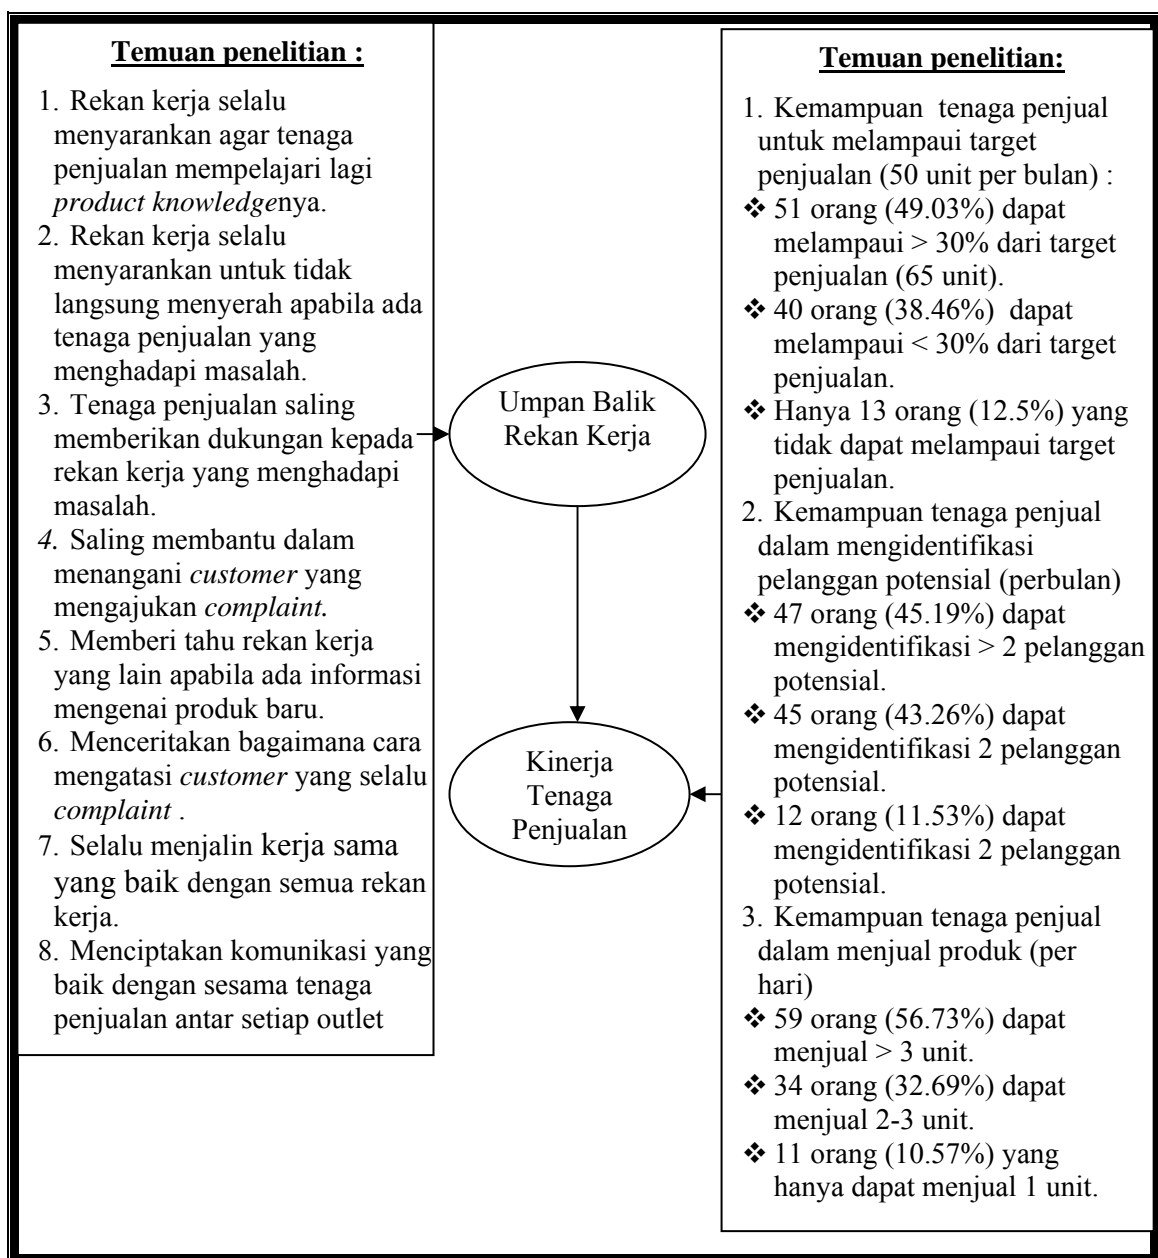 Temuan penelitian :
1. Rekan kerja selalu
menyarankan agar tenaga
penjualan mempelajari lagi
product knowledgenya.
2. Rekan kerja selalu
menyarankan untuk tidak
langsung menyerah apabila ada
tenaga penjualan yang
menghadapi masalah.
3. Tenaga penjualan saling
memberikan dukungan kepada
rekan kerja yang menghadapi
masalah.
4. Saling membantu dalam
menangani customer yang
mengajukan complaint.
5. Memberi tahu rekan kerja
yang lain apabila ada informasi
mengenai produk baru.
6. Menceritakan bagaimana cara
mengatasi customer yang selalu
complaint .
7. Selalu menjalin kerja sama
yang baik dengan semua rekan
kerja.
8. Menciptakan komunikasi yang
baik dengan sesama tenaga
penjualan antar setiap outlet
Umpan Balik
Rekan Kerja
Kinerja
Tenaga
Penjualan
Temuan penelitian:
1. Kemampuan tenaga penjual
untuk melampaui target
penjualan (50 unit per bulan) :
❖ 51 orang (49.03%) dapat
melampaui > 30% dari target
penjualan (65 unit).
❖ 40 orang (38.46%) dapat
melampaui < 30% dari target
penjualan.
❖ Hanya 13 orang (12.5%) yang
tidak dapat melampaui target
penjualan.
2. Kemampuan tenaga penjual
dalam mengidentifikasi
pelanggan potensial (perbulan)
❖ 47 orang (45.19%) dapat
mengidentifikasi > 2 pelanggan
potensial.
❖ 45 orang (43.26%) dapat
mengidentifikasi 2 pelanggan
potensial.
❖ 12 orang (11.53%) dapat
mengidentifikasi 2 pelanggan
potensial.
3. Kemampuan tenaga penjual
dalam menjual produk (per
hari)
❖ 59 orang (56.73%) dapat
menjual > 3 unit.
❖ 34 orang (32.69%) dapat
menjual 2-3 unit.
❖ 11 orang (10.57%) yang
hanya dapat menjual 1 unit.